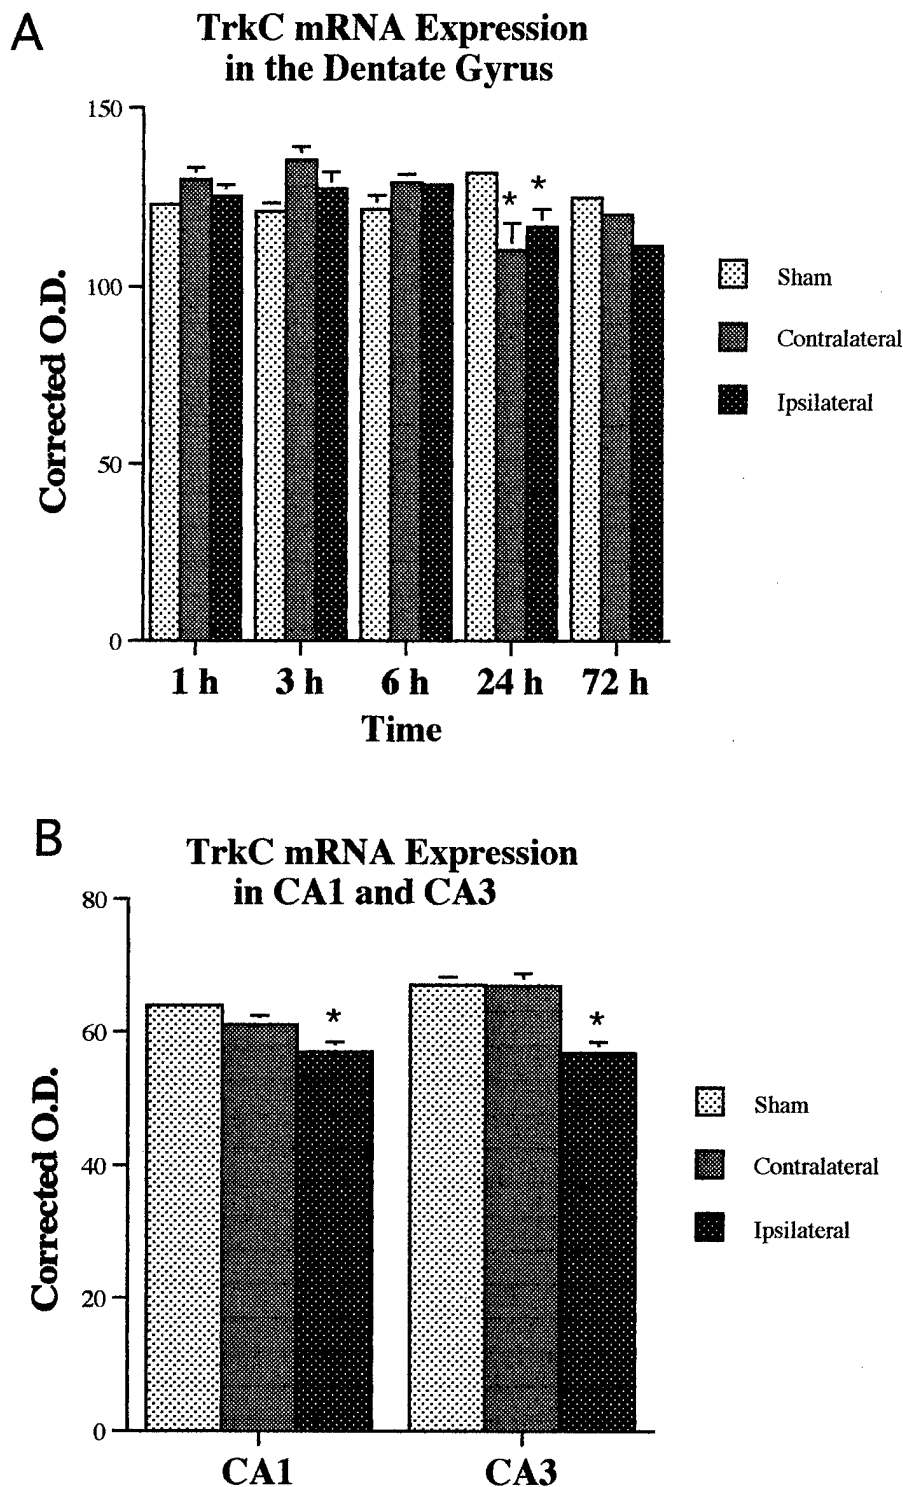 A
TrkC mRNA Expression
in the Dentate Gyrus
150
100
50
0
Corrected O.D.
* *
1 h 3 h 6 h 24 h 72 h
Time
Sham
Contralateral
Ipsilateral
B
TrkC mRNA Expression
in CA1 and CA3
80
60
40
20
0
Corrected O.D.
* *
CA1 CA3
Sham
Contralateral
Ipsilateral